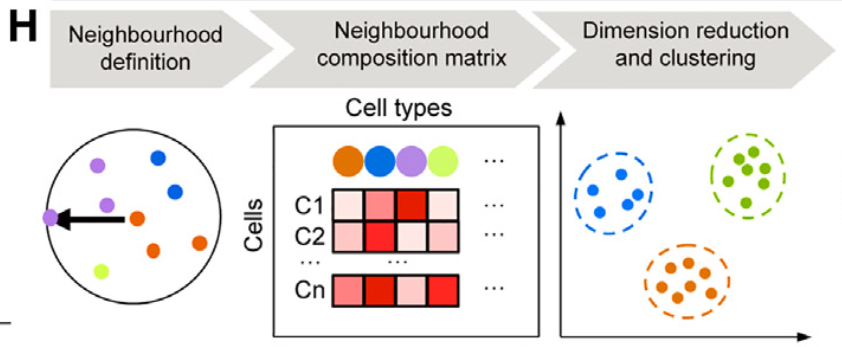 H
Neighbourhood
definition
Neighbourhood
composition matrix
Dimension reduction
and clustering
Cell types
Cells
...
C1
...
C2
...
...
...
Cn
...